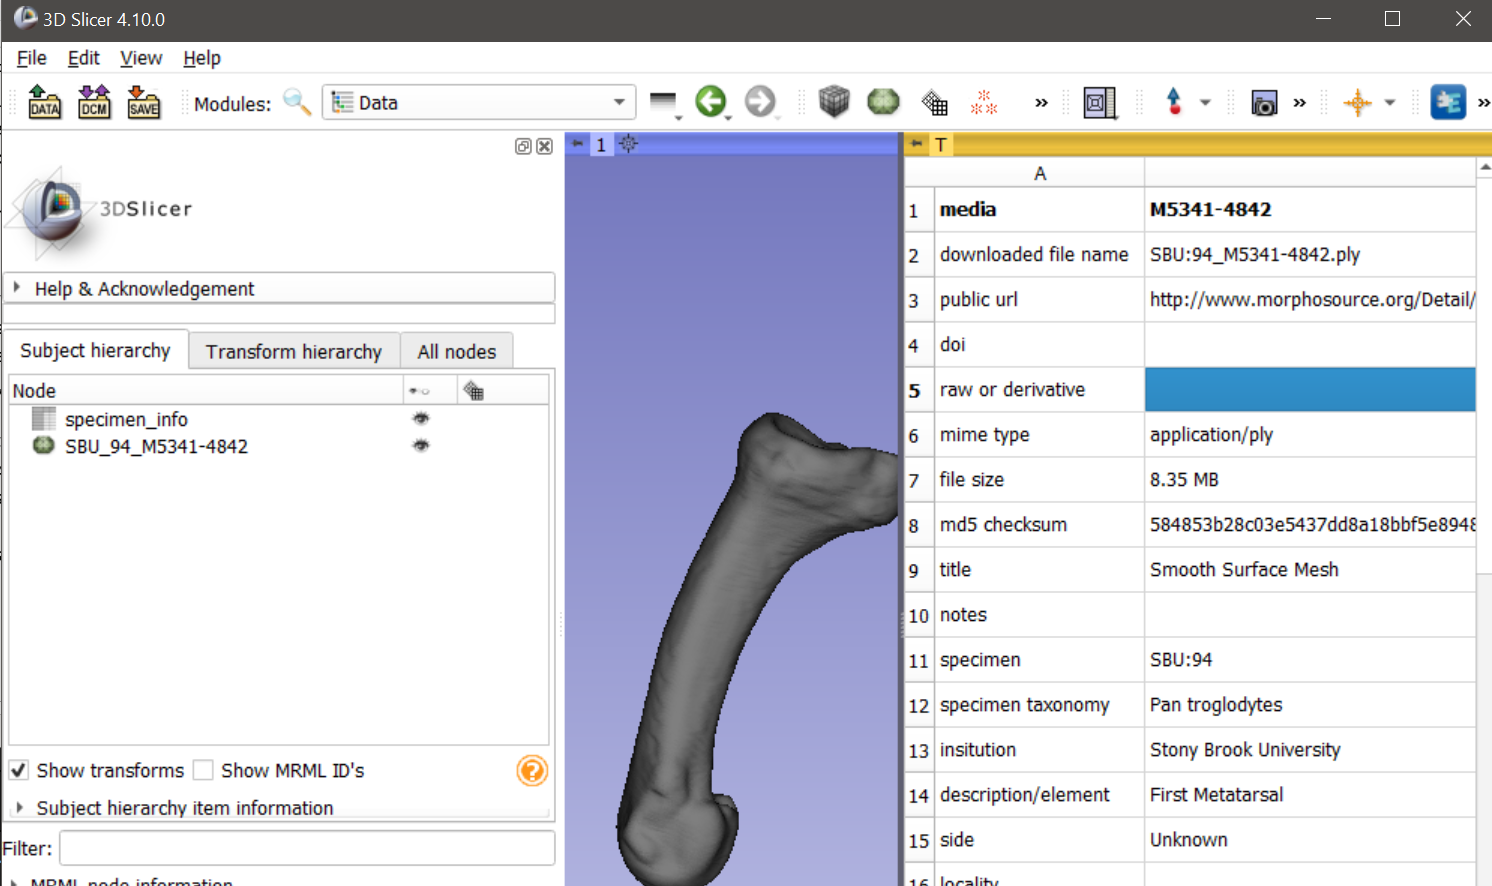 3D Slicer 4.10.0
File Edit View Help
DATA DCM SAVE Modules: Data
3DSlicer
Help & Acknowledgement
Subject hierarchy Transform hierarchy All nodes
Node
specimen_info
SBU_94_M5341-4842
Show transforms Show MRML ID's
Subject hierarchy item information
Filter:
MRML node information
1
T
A
1 media M5341-4842
2 downloaded file name SBU:94_M5341-4842.ply
3 public url http://www.morphosource.org/Detail/
4 doi
5 raw or derivative
6 mime type application/ply
7 file size 8.35 MB
8 md5 checksum 584853b28c03e5437dd8a18bbf5e8948
9 title Smooth Surface Mesh
10 notes
11 specimen SBU:94
12 specimen taxonomy Pan troglodytes
13 insitution Stony Brook University
14 description/element First Metatarsal
15 side Unknown
16 locality